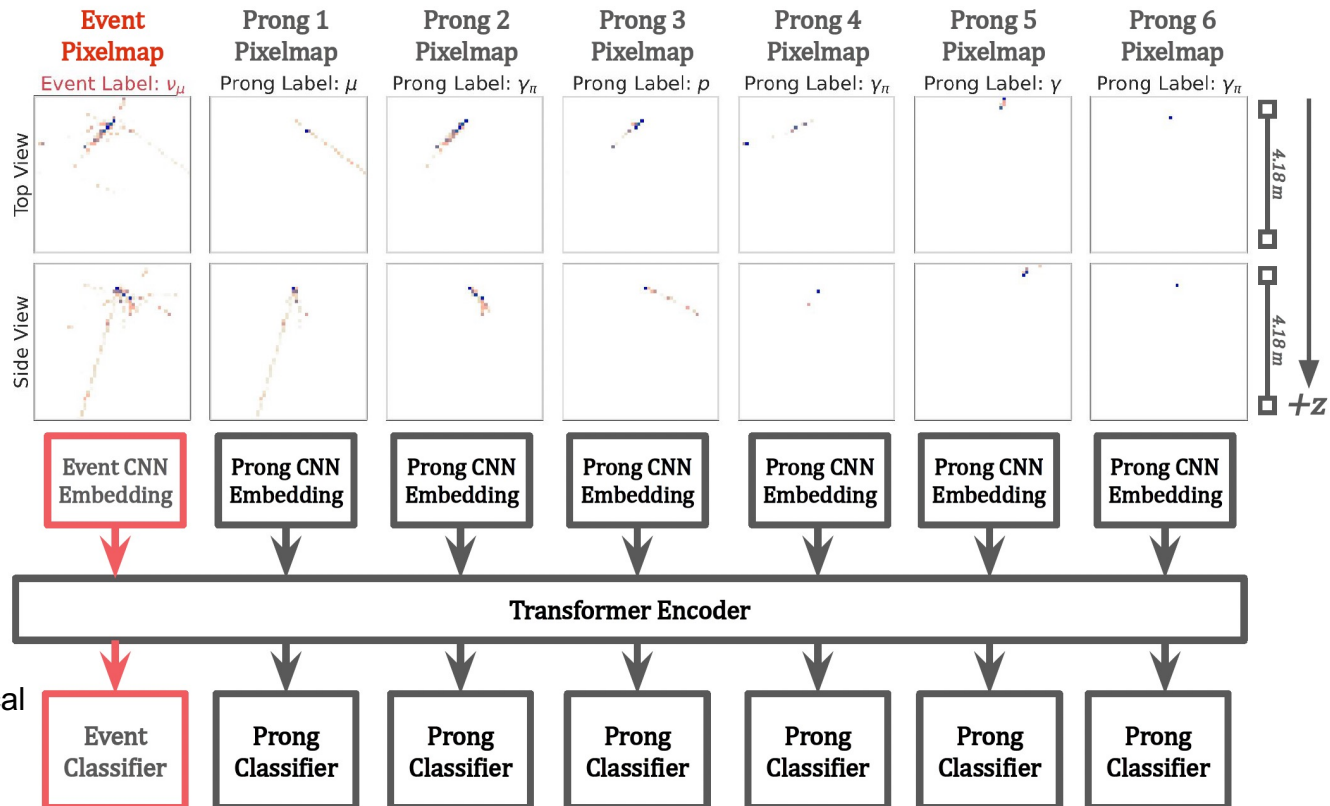 Event
Pixelmap
Prong 1
Pixelmap
Prong 2
Pixelmap
Prong 3
Pixelmap
Prong 4
Pixelmap
Prong 5
Pixelmap
Prong 6
Pixelmap
Event Label: νμ
Prong Label: μ
Prong Label: γπ
Prong Label: p
Prong Label: γπ
Prong Label: γ
Prong Label: γπ
Top View
4.18 m
Side View
4.18 m
+z
Event CNN
Embedding
Prong CNN
Embedding
Prong CNN
Embedding
Prong CNN
Embedding
Prong CNN
Embedding
Prong CNN
Embedding
Prong CNN
Embedding
Transformer Encoder
cal
Event
Classifier
Prong
Classifier
Prong
Classifier
Prong
Classifier
Prong
Classifier
Prong
Classifier
Prong
Classifier